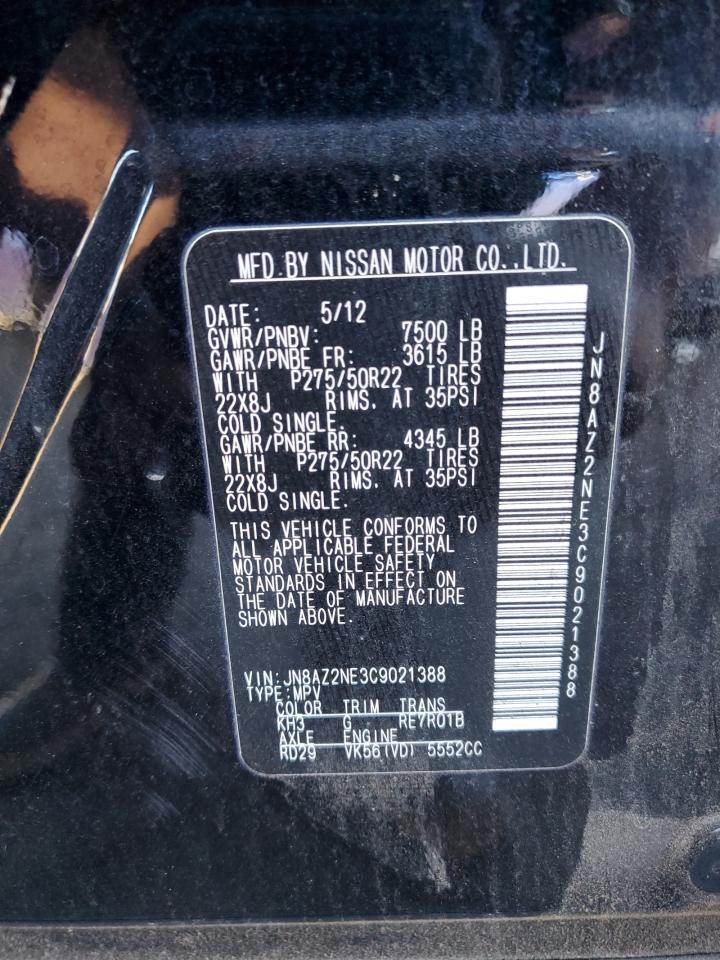 MFD.BY NISSAN MOTOR CO.,LTD.
DATE: 5/12
GVWR/PNBV: 7500 LB
GAWR/PNBE FR: 3615 LB
WITH P275/50R22 TIRES
22X8J RIMS. AT 35PSI
COLD SINGLE.
GAWR/PNBE RR: 4345 LB
WITH P275/50R22 TIRES
22X8J RIMS. AT 35PSI
COLD SINGLE.
THIS VEHICLE CONFORMS TO
ALL APPLICABLE FEDERAL
MOTOR VEHICLE SAFETY
STANDARDS IN EFFECT ON
THE DATE OF MANUFACTURE
SHOWN ABOVE.
VIN:JN8AZ2NE3C9021388
TYPE:MPV
COLOR TRIM TRANS
KH3 G RE7R01B
AXLE ENGINE
RD29 VK56(VD) 5552CC
JN8AZ2NE3C9021388